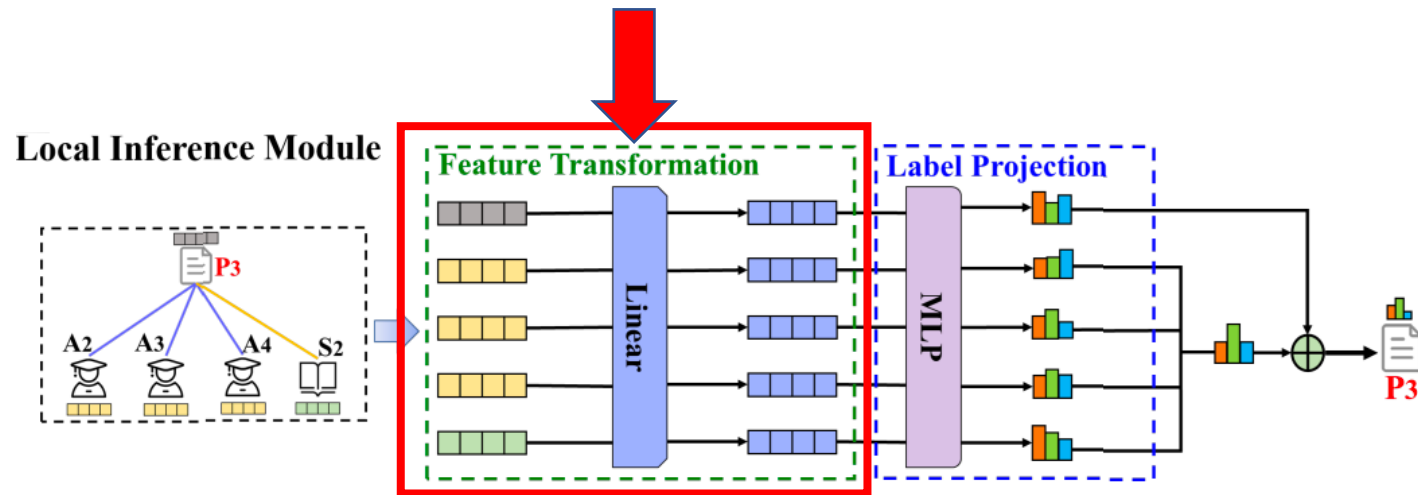 Local Inference Module
P3
A2 A3 A4 S2
Feature Transformation
Linear
Label Projection
MLP
P3